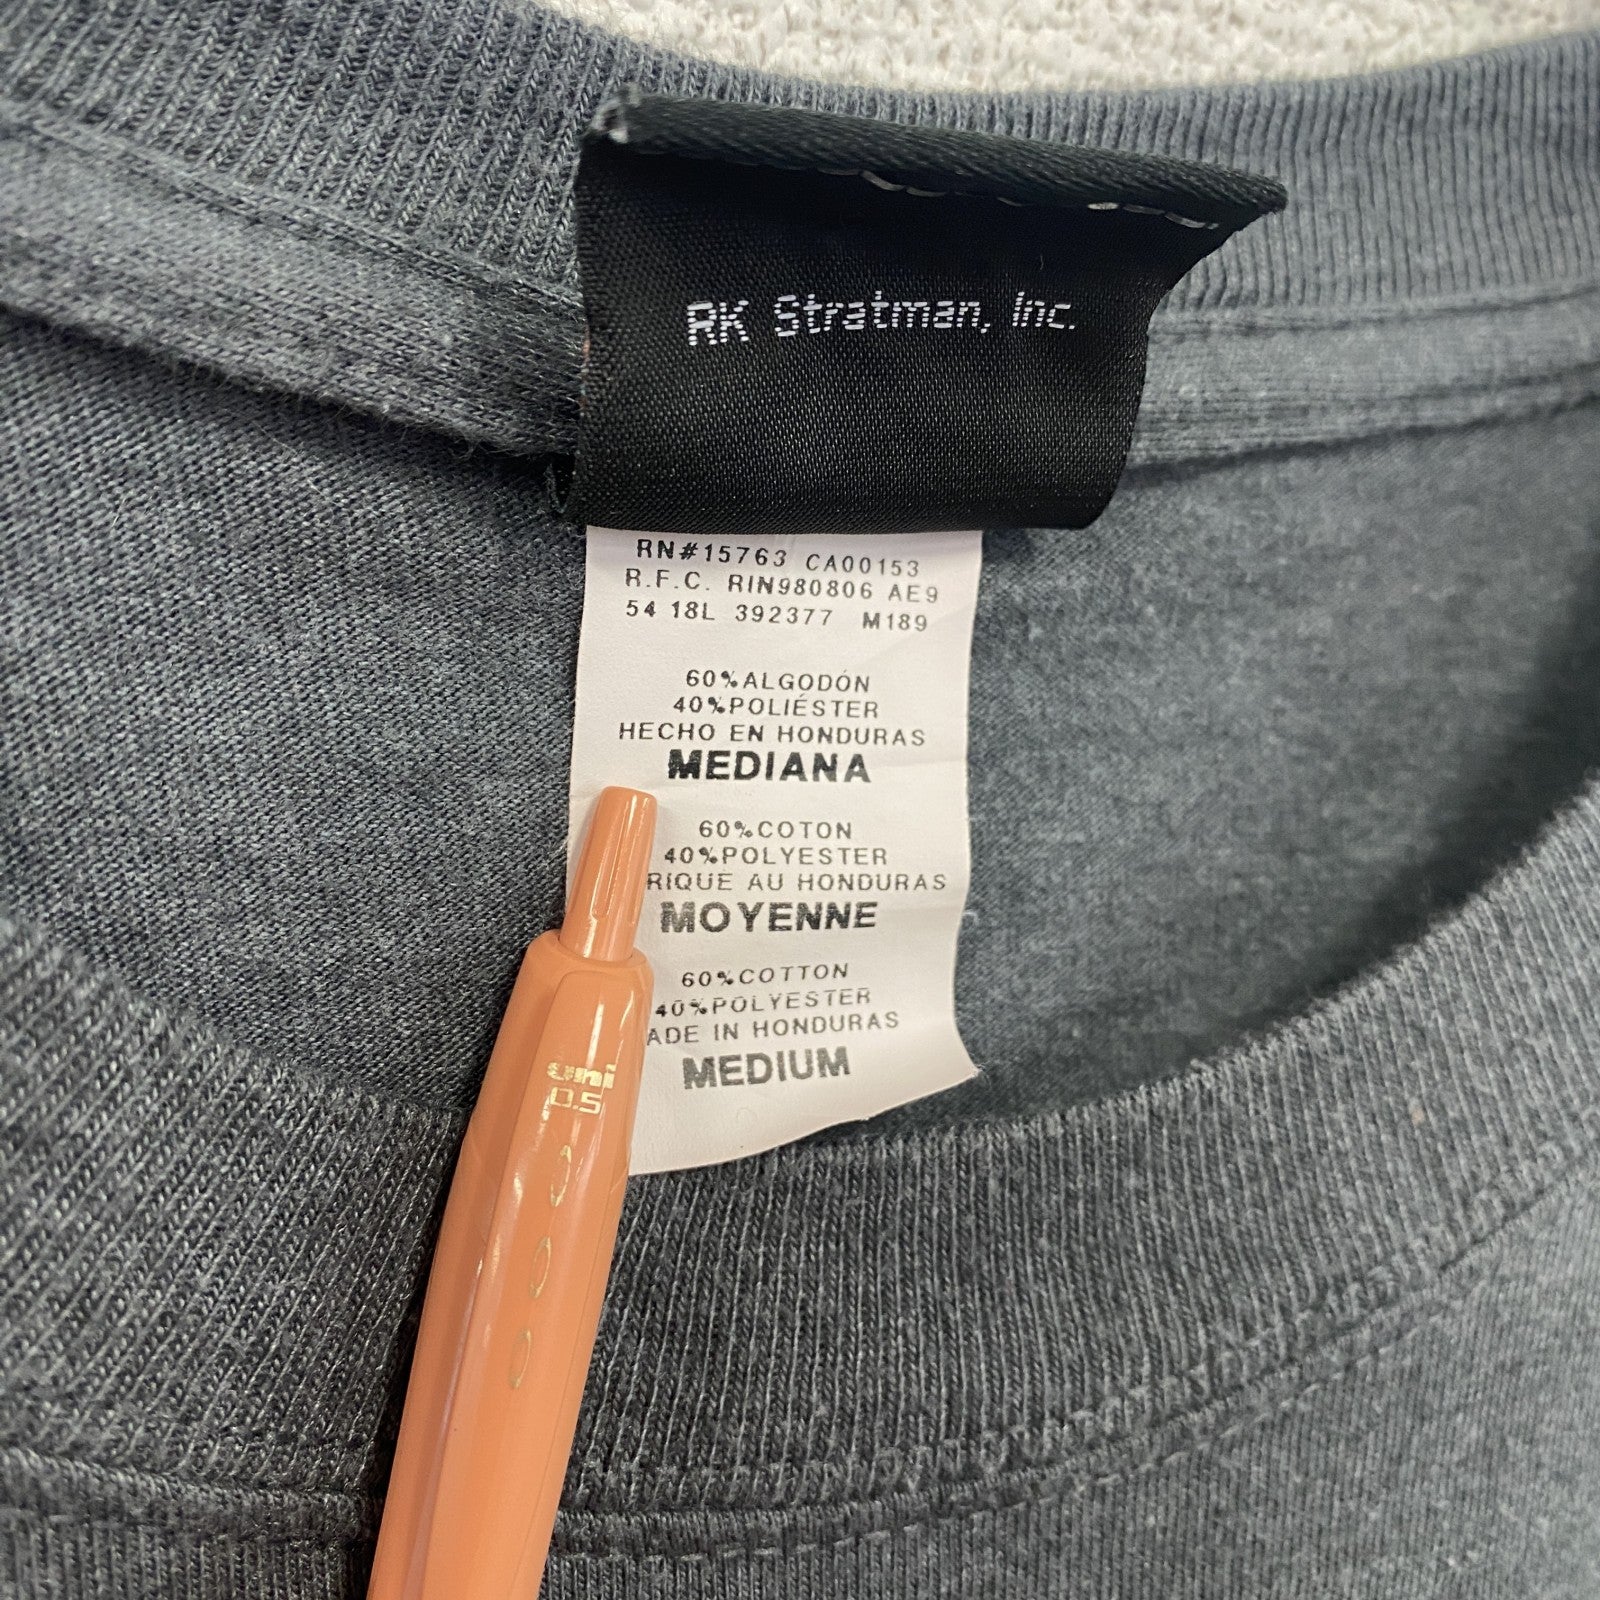 RK Stratman, Inc.
RN#15763 CA00153
R.F.C. RIN980806 AE9
54 18L 392377 M189
60%ALGODÓN
40%POLIÉSTER
HECHO EN HONDURAS
MEDIANA
60%COTON
40%POLYESTER
RIQUE AU HONDURAS
MOYENNE
60%COTTON
40%POLYESTER
ADE IN HONDURAS
MEDIUM
uni
0.5